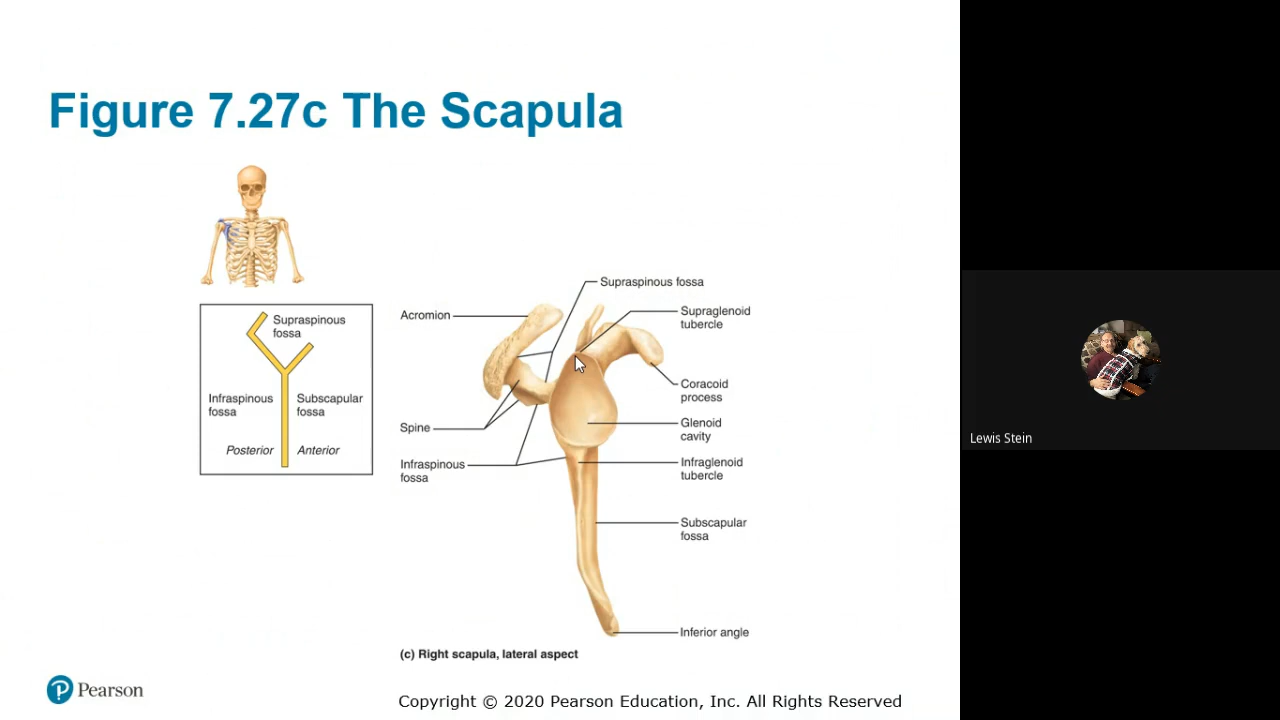 Figure 7.27c The Scapula
Supraspinous
fossa
Infraspinous
fossa
Subscapular
fossa
Posterior
Anterior
Supraspinous fossa
Acromion
Supraglenoid
tubercle
Coracoid
process
Spine
Glenoid
cavity
Infraspinous
fossa
Infraglenoid
tubercle
Subscapular
fossa
Inferior angle
(c) Right scapula, lateral aspect
P Pearson
Copyright © 2020 Pearson Education, Inc. All Rights Reserved
Lewis Stein